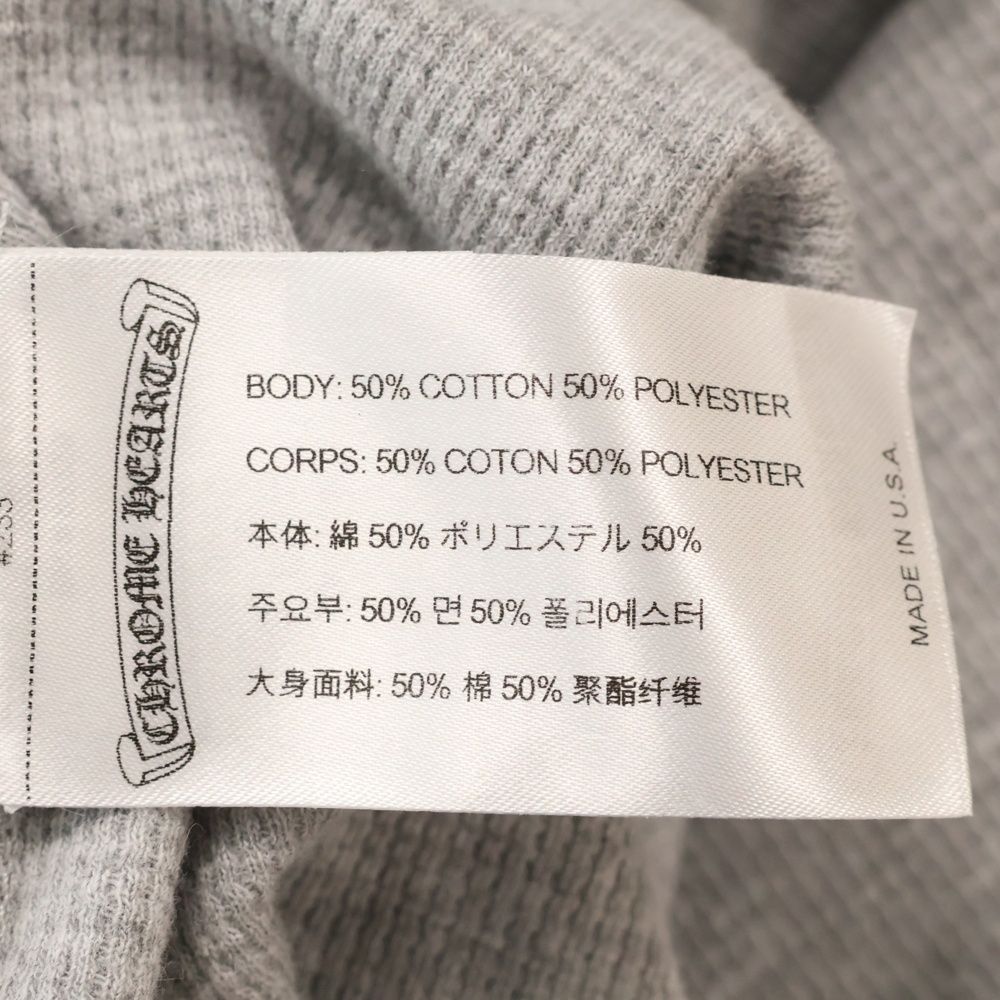 CHROME HEARTS
BODY: 50% COTTON 50% POLYESTER
CORPS: 50% COTON 50% POLYESTER
本体: 綿 50% ポリエステル 50%
주요부: 50% 면 50% 폴리에스터
大身面料: 50% 棉 50% 聚酯纤维
MADE IN U.S.A.